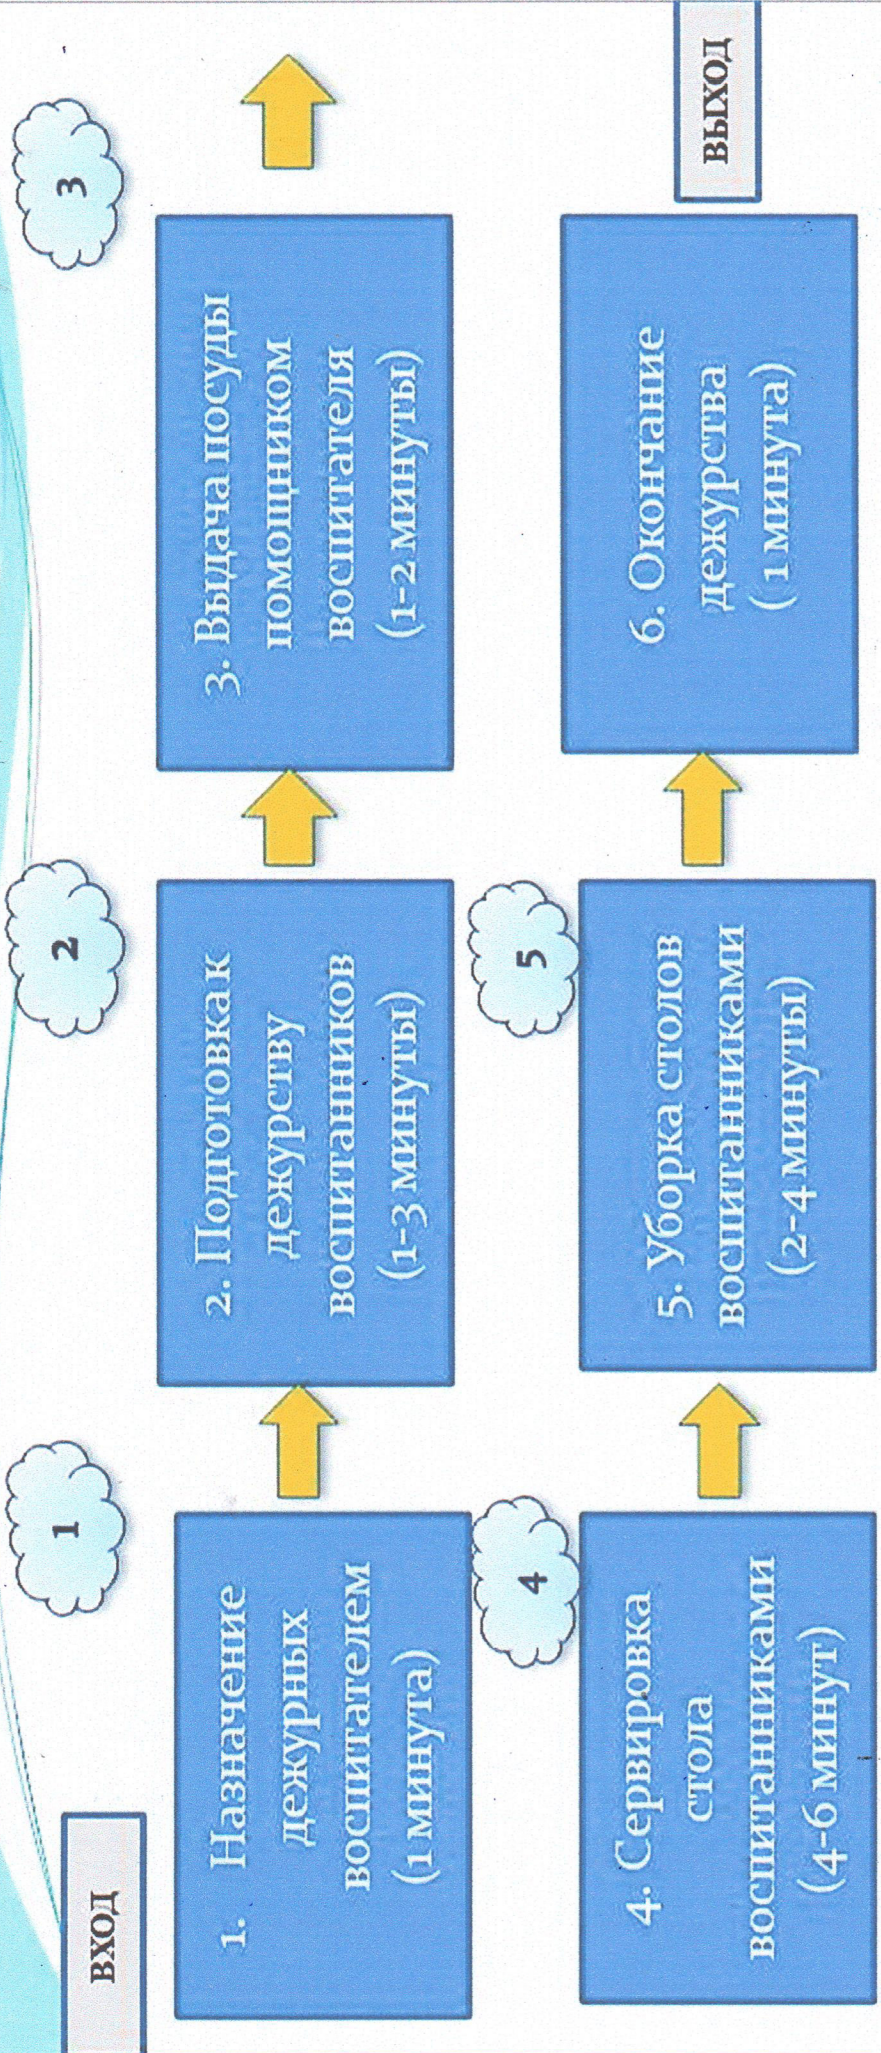 ВХОД
1
2
3
1. Назначение
дежурных
воспитателем
(1 минута)
2. Подготовка к
дежурству
воспитанников
(1-3 минуты)
3. Выдача посуды
помощником
воспитателя
(1-2 минуты)
4
5
4. Сервировка
стола
воспитанниками
(4-6 минут)
5. Уборка столов
воспитанниками
(2-4 минуты)
6. Окончание
дежурства
( 1 минута)
ВЫХОД